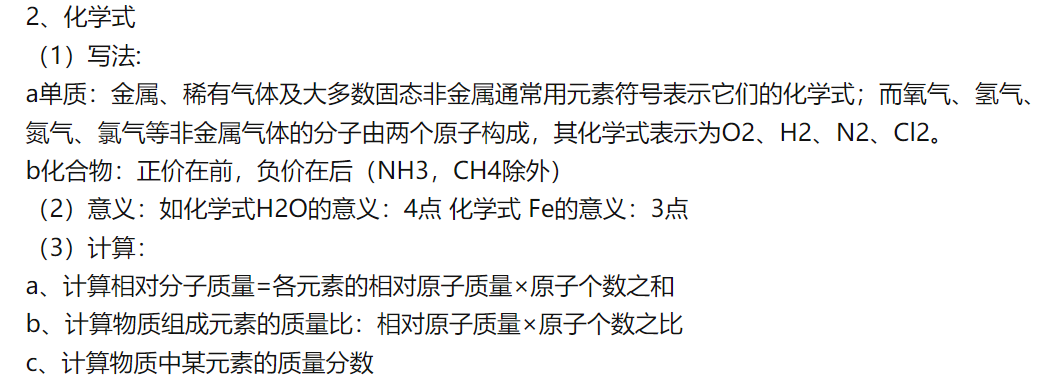 2、化学式
（1）写法:
a单质：金属、稀有气体及大多数固态非金属通常用元素符号表示它们的化学式；而氧气、氢气、
氮气、氯气等非金属气体的分子由两个原子构成，其化学式表示为O2、H2、N2、Cl2。
b化合物：正价在前，负价在后（NH3，CH4除外）
（2）意义：如化学式H2O的意义：4点 化学式 Fe的意义：3点
（3）计算：
a、计算相对分子质量=各元素的相对原子质量×原子个数之和
b、计算物质组成元素的质量比：相对原子质量×原子个数之比
c、计算物质中某元素的质量分数